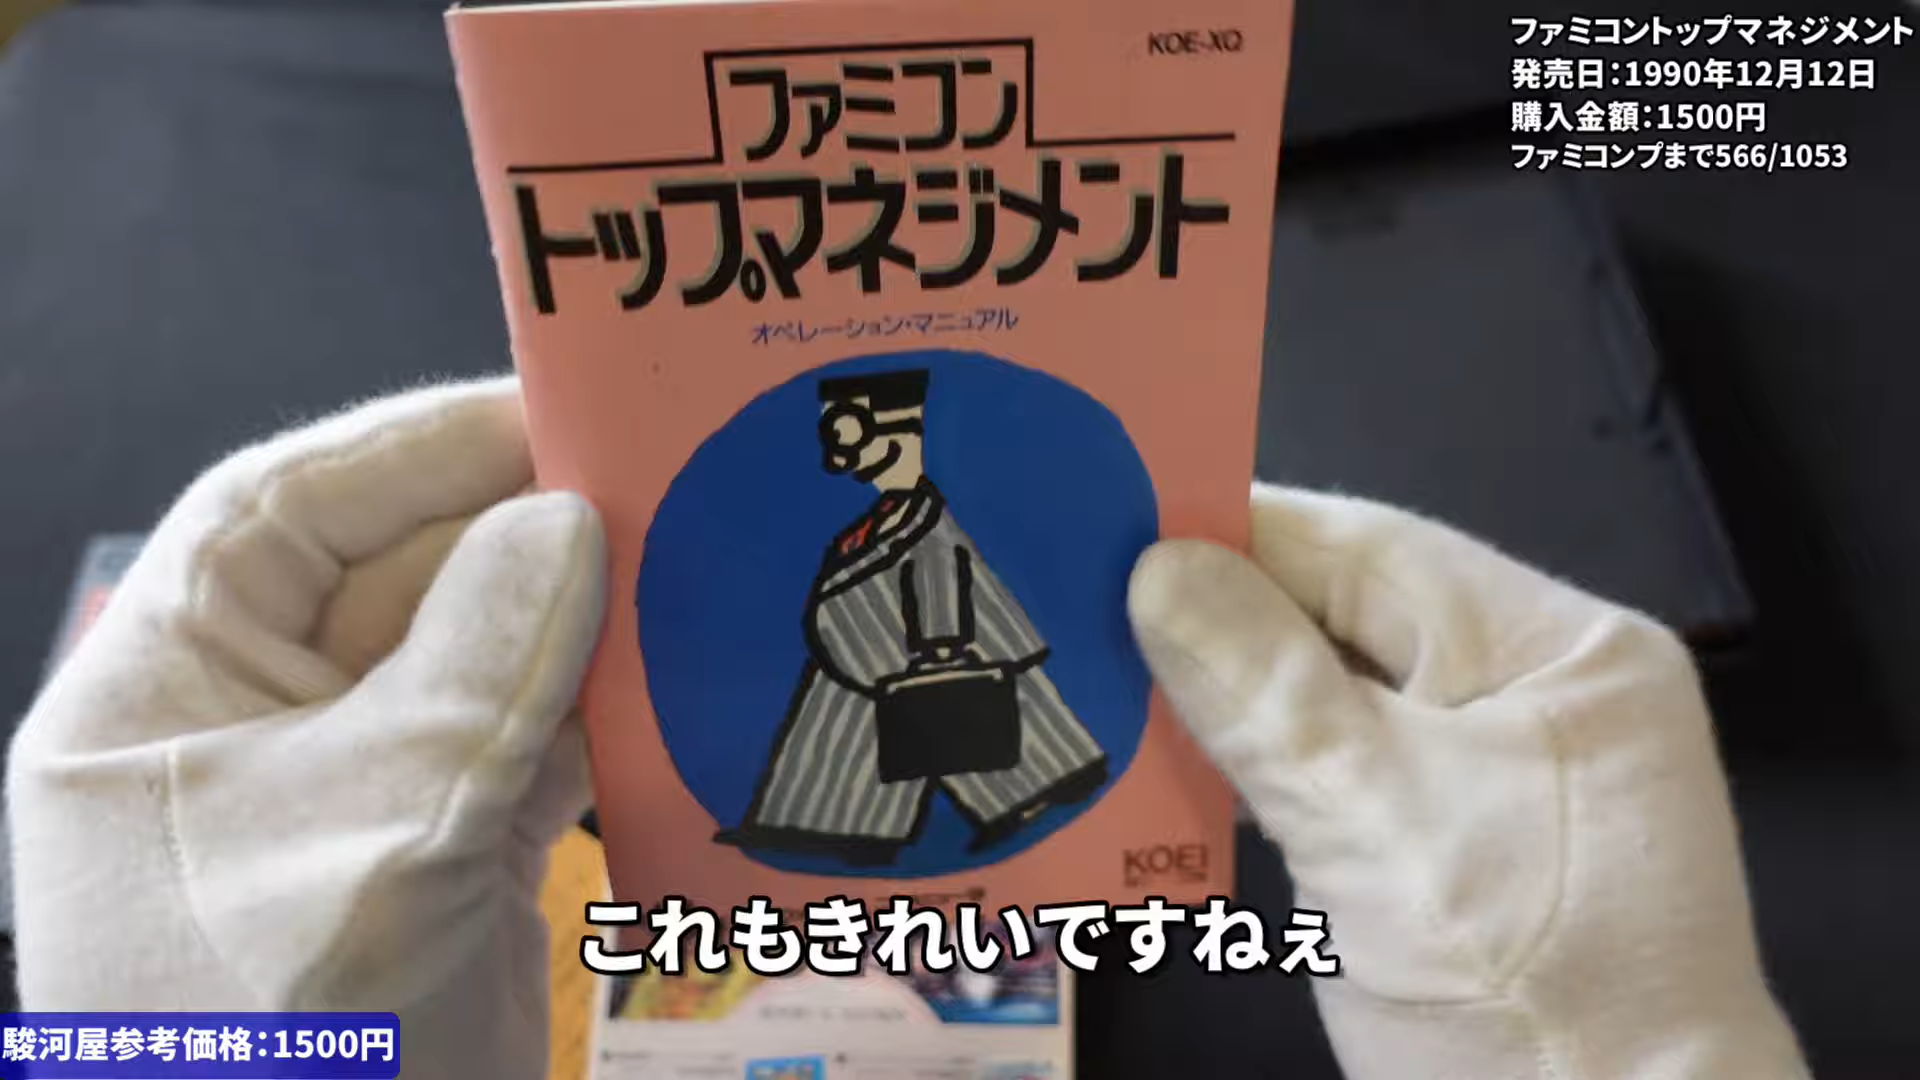 ファミコントップマネジメント
発売日：1990年12月12日
購入金額：1500円
ファミコンプまで566/1053
KOE-XQ
ファミコン
トップマネジメント
オペレーション・マニュアル
KOEI
これもきれいですねぇ
駿河屋参考価格：1500円